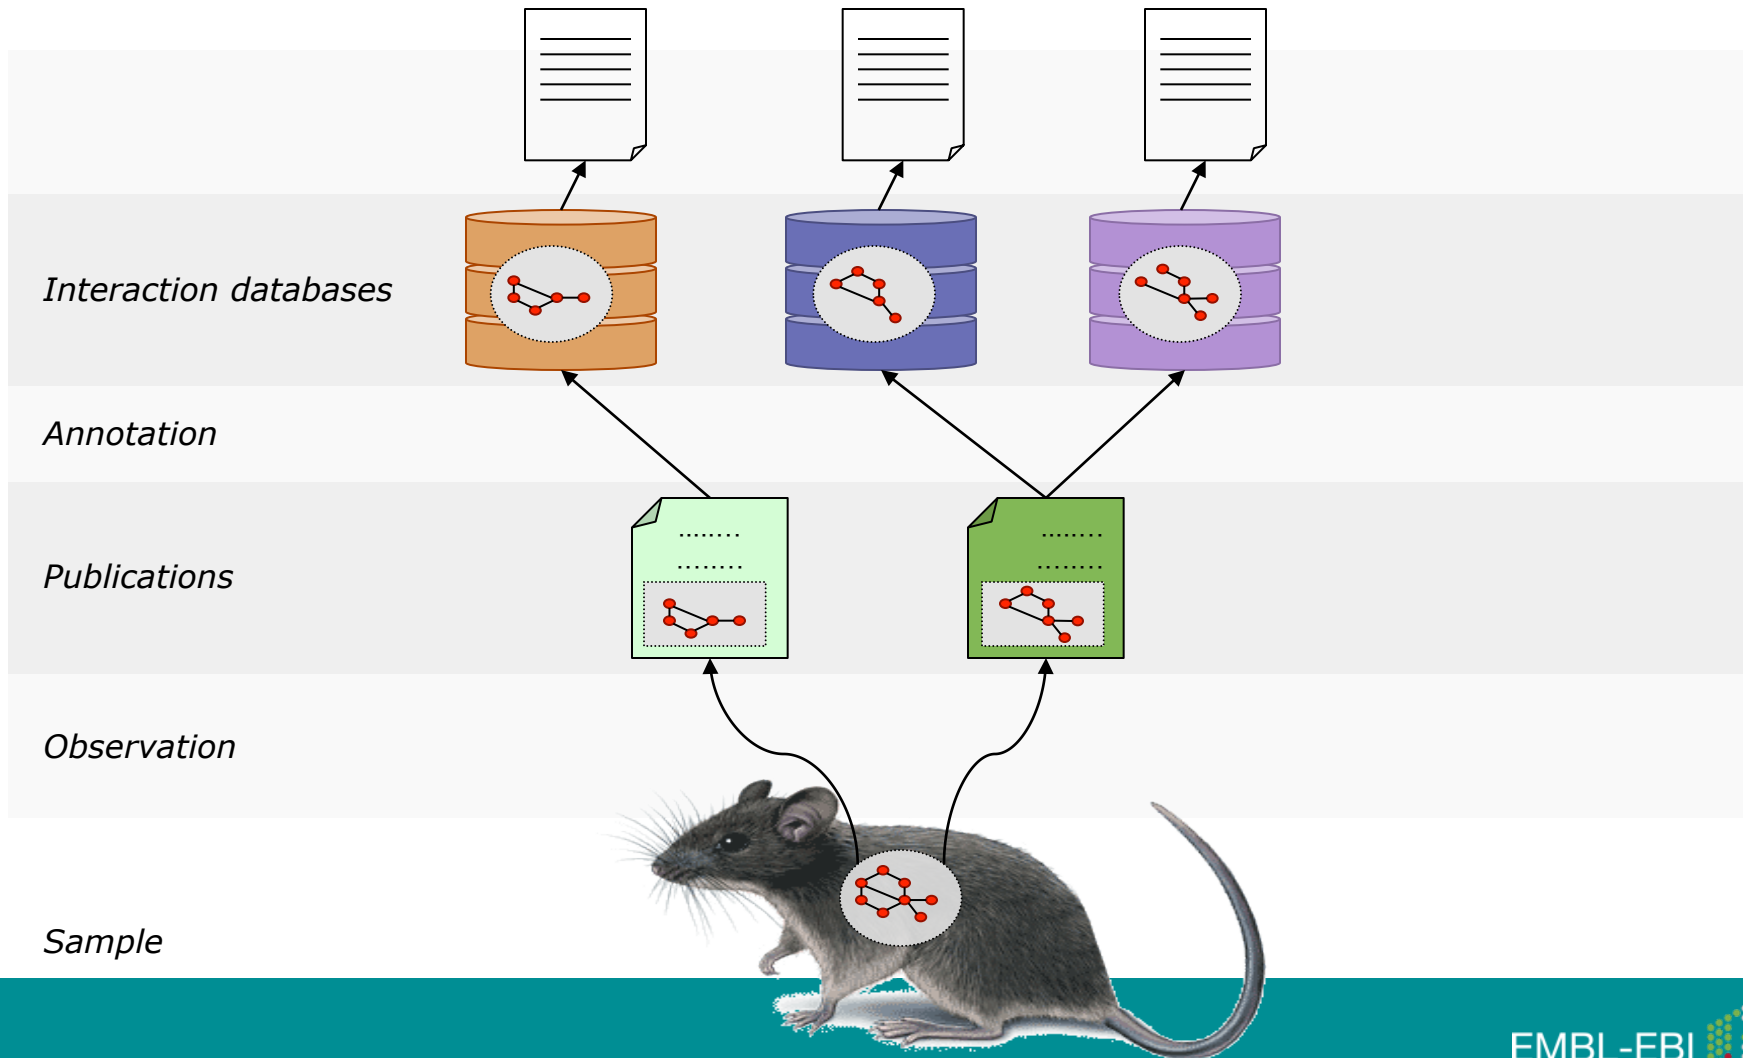 Interaction databases
Annotation
Publications
Observation
Sample
EMBL-EBI